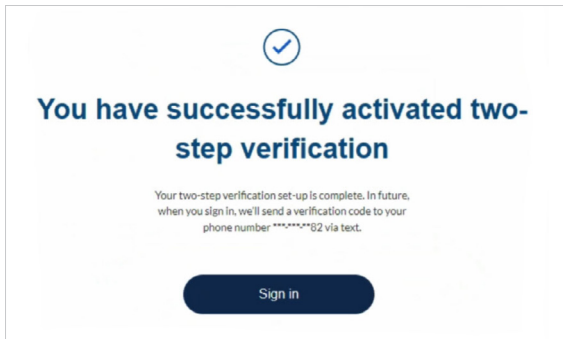 You have successfully activated two-
step verification
Your two-step verification set-up is complete. In future,
when you sign in, we'll send a verification code to your
phone number ***-***-**82 via text.
Sign in